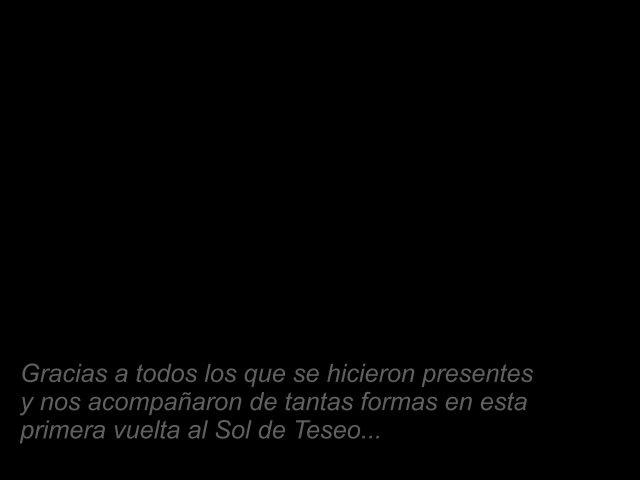 Gracias a todos los que se hicieron presentes
y nos acompañaron de tantas formas en esta
primera vuelta al Sol de Teseo...